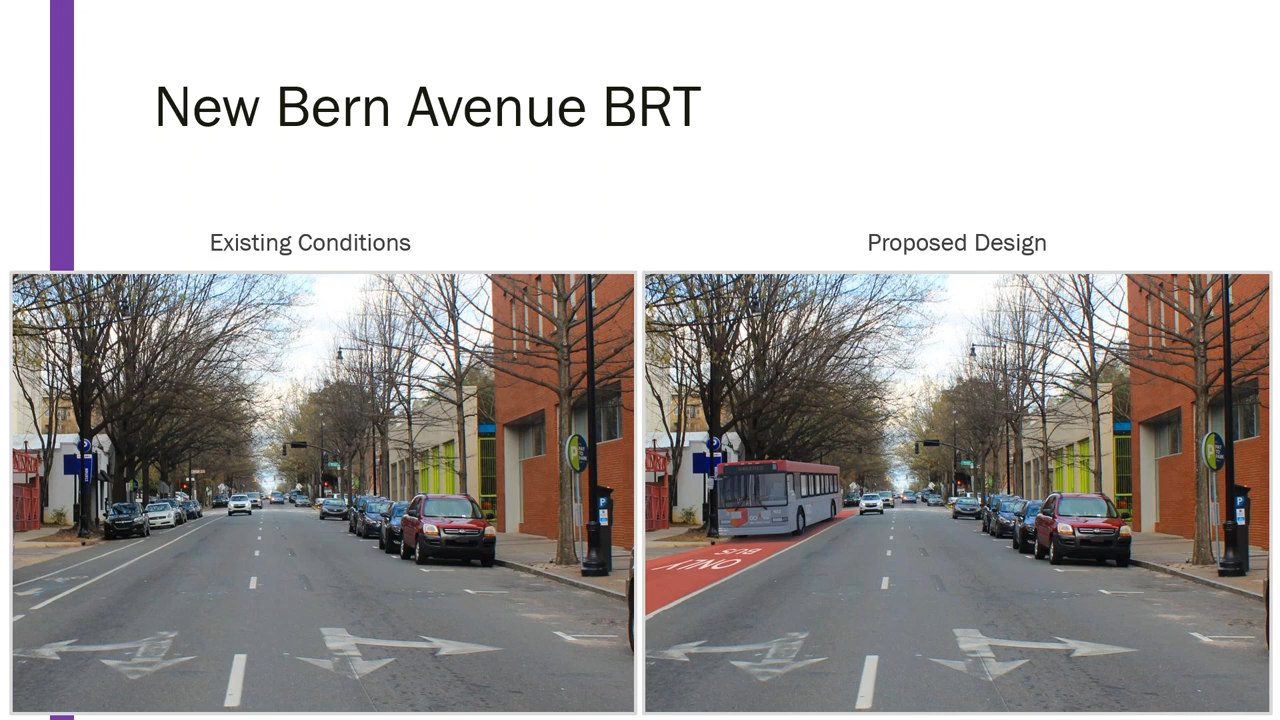 New Bern Avenue BRT
Existing Conditions
Proposed Design
P
P
BUS
ONLY